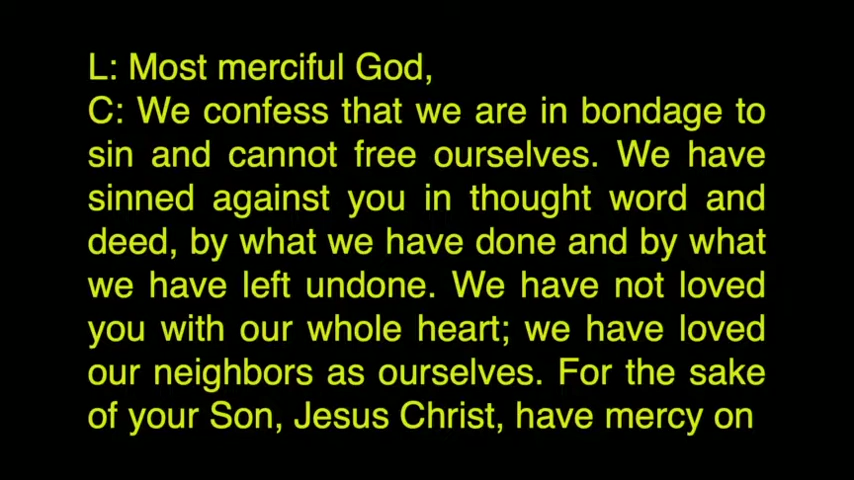 L: Most merciful God,
C: We confess that we are in bondage to
sin and cannot free ourselves. We have
sinned against you in thought word and
deed, by what we have done and by what
we have left undone. We have not loved
you with our whole heart; we have loved
our neighbors as ourselves. For the sake
of your Son, Jesus Christ, have mercy on